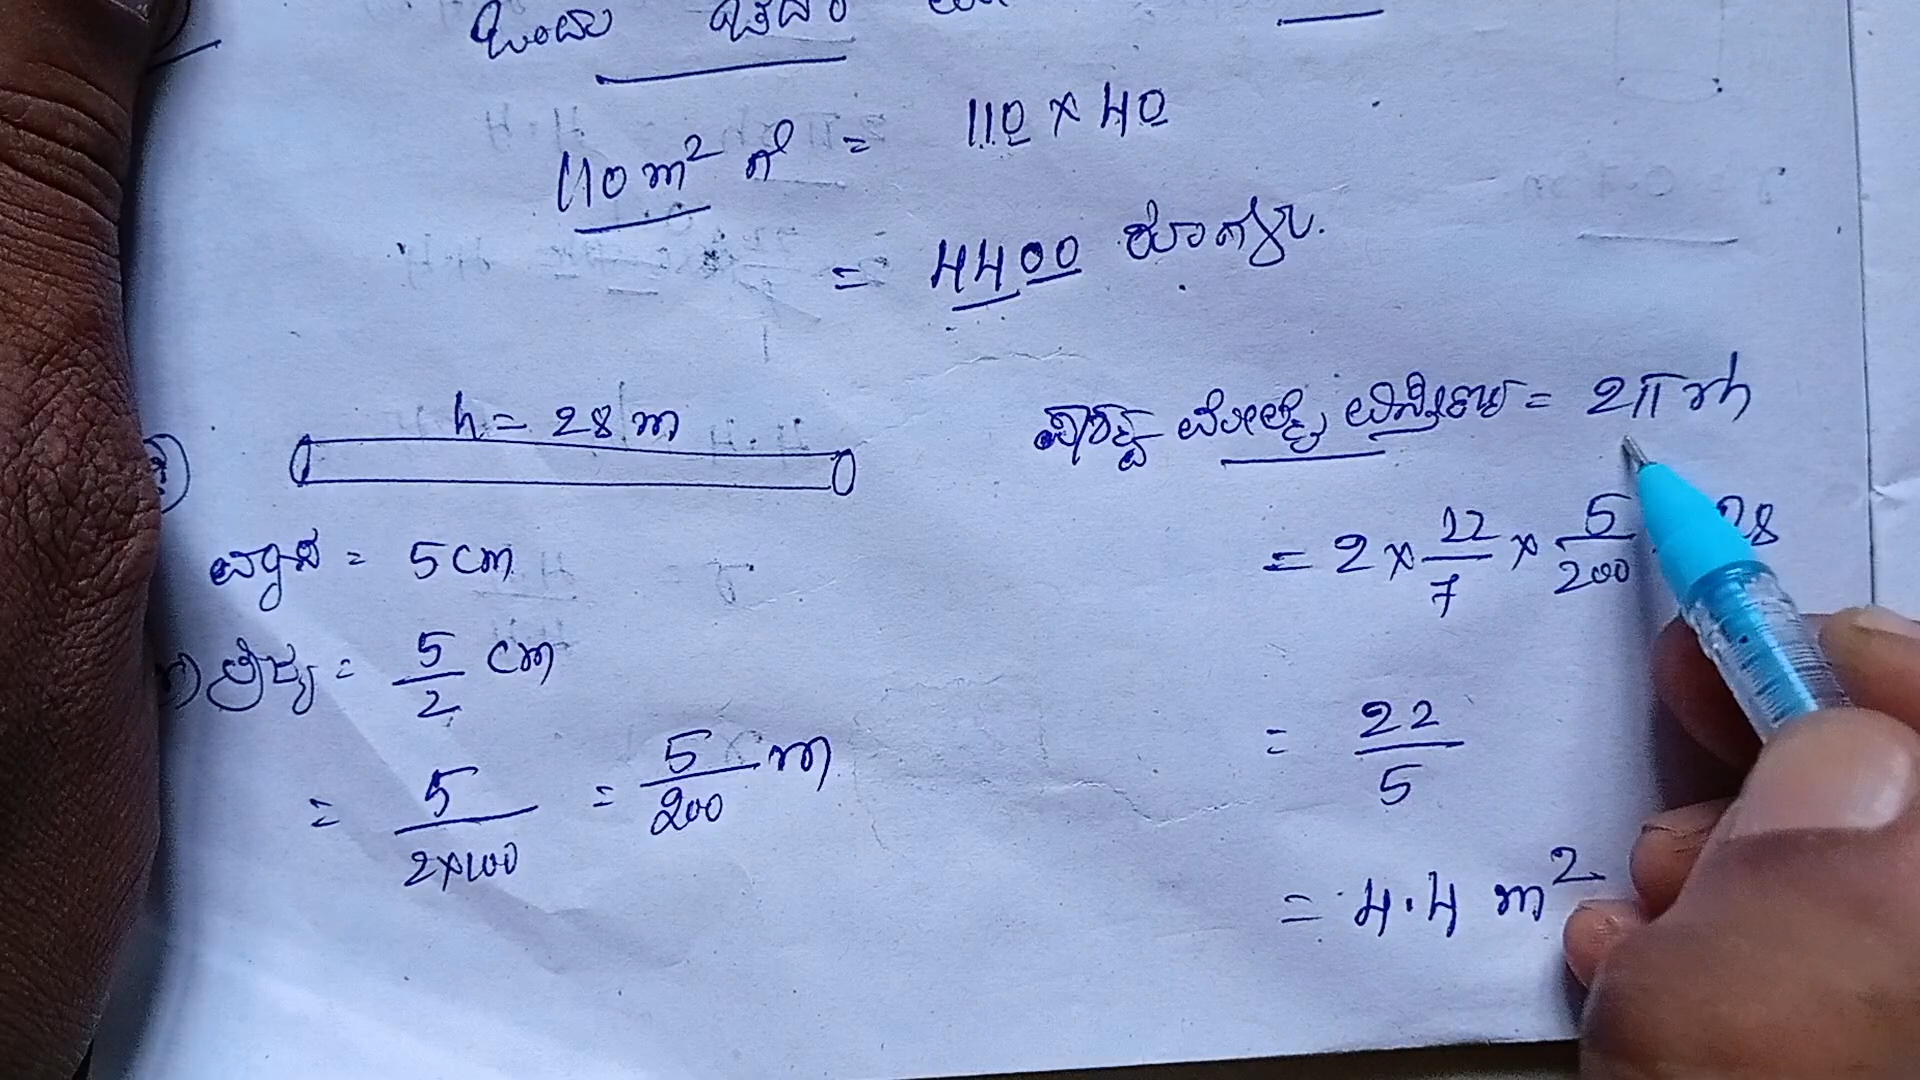 ಒಂದು ಚದರ
110 m² ಗೆ = 110 × 40
= 4400 ರೂಗಳು.
h = 28 m
ವ್ಯಾಸ = 5 cm
ತ್ರಿಜ್ಯ = 5/2 cm
= 5/(2×100) = 5/200 m
ಪಾರ್ಶ್ವ ಮೇಲ್ಮೈ ವಿಸ್ತೀರ್ಣ = 2πrh
= 2 × 22/7 × 5/200 28
= 22/5
= 4.4 m²